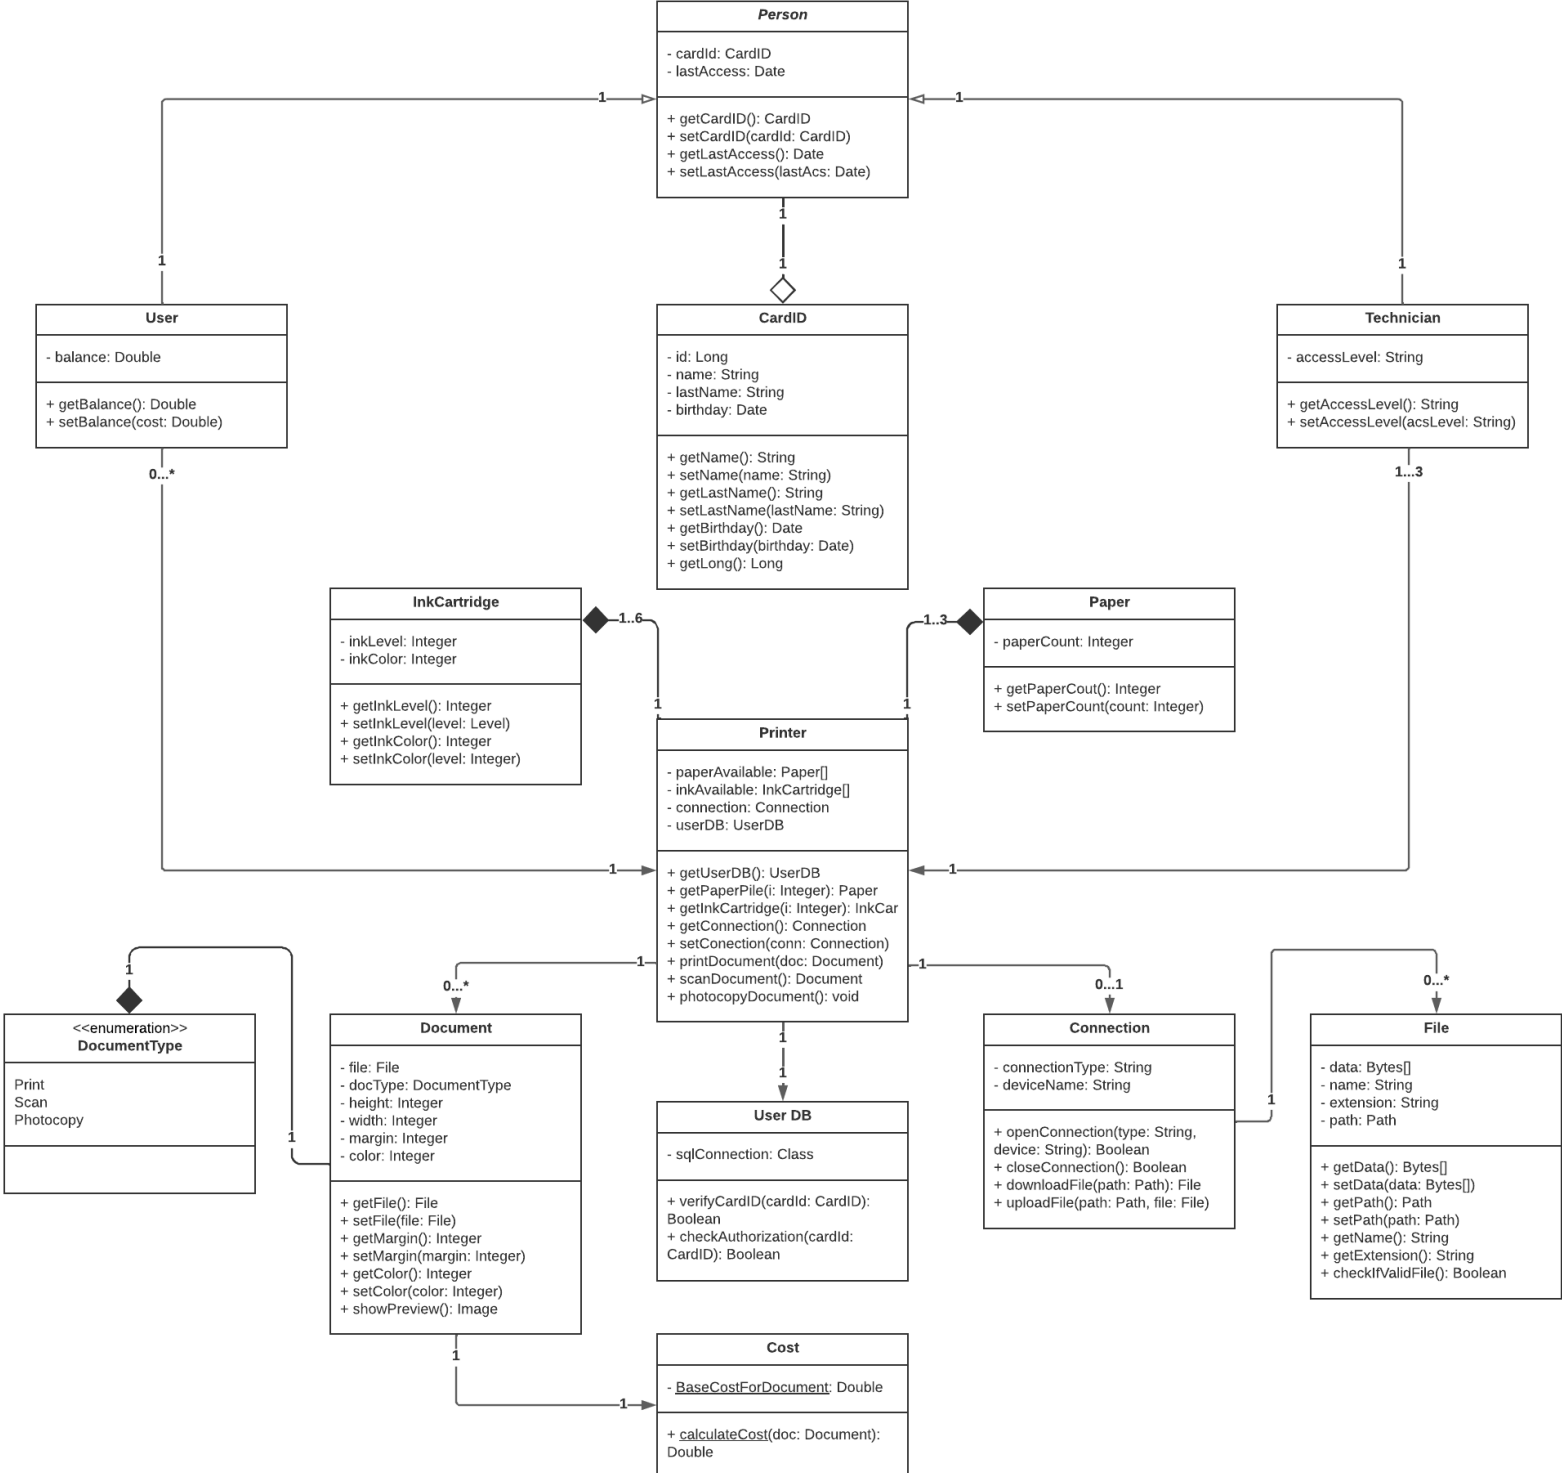 Person
- cardId: CardID
- lastAccess: Date
+ getCardID(): CardID
+ setCardID(cardId: CardID)
+ getLastAccess(): Date
+ setLastAccess(lastAcs: Date)
1
1
1
1
1
1
User
- balance: Double
+ getBalance(): Double
+ setBalance(cost: Double)
0...*
CardID
- id: Long
- name: String
- lastName: String
- birthday: Date
+ getName(): String
+ setName(name: String)
+ getLastName(): String
+ setLastName(lastName: String)
+ getBirthday(): Date
+ setBirthday(birthday: Date)
+ getLong(): Long
Technician
- accessLevel: String
+ getAccessLevel(): String
+ setAccessLevel(acsLevel: String)
1...3
InkCartridge
- inkLevel: Integer
- inkColor: Integer
+ getInkLevel(): Integer
+ setInkLevel(level: Level)
+ getInkColor(): Integer
+ setInkColor(level: Integer)
1..6
1
1..3
1
Paper
- paperCount: Integer
+ getPaperCout(): Integer
+ setPaperCount(count: Integer)
Printer
- paperAvailable: Paper[]
- inkAvailable: InkCartridge[]
- connection: Connection
- userDB: UserDB
+ getUserDB(): UserDB
+ getPaperPile(i: Integer): Paper
+ getInkCartridge(i: Integer): InkCar
+ getConnection(): Connection
+ setConection(conn: Connection)
+ printDocument(doc: Document)
+ scanDocument(): Document
+ photocopyDocument(): void
1
1
1
0...*
1
0...1
1
1
1
<<enumeration>>
DocumentType
Print
Scan
Photocopy
1
Document
- file: File
- docType: DocumentType
- height: Integer
- width: Integer
- margin: Integer
- color: Integer
+ getFile(): File
+ setFile(file: File)
+ getMargin(): Integer
+ setMargin(margin: Integer)
+ getColor(): Integer
+ setColor(color: Integer)
+ showPreview(): Image
User DB
- sqlConnection: Class
+ verifyCardID(cardId: CardID):
Boolean
+ checkAuthorization(cardId:
CardID): Boolean
Connection
- connectionType: String
- deviceName: String
+ openConnection(type: String,
device: String): Boolean
+ closeConnection(): Boolean
+ downloadFile(path: Path): File
+ uploadFile(path: Path, file: File)
1
0...*
File
- data: Bytes[]
- name: String
- extension: String
- path: Path
+ getData(): Bytes[]
+ setData(data: Bytes[])
+ getPath(): Path
+ setPath(path: Path)
+ getName(): String
+ getExtension(): String
+ checkIfValidFile(): Boolean
1
1
Cost
- BaseCostForDocument: Double
+ calculateCost(doc: Document):
Double